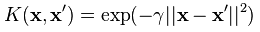 K(x, x′) = exp(−γ||x − x′||²)